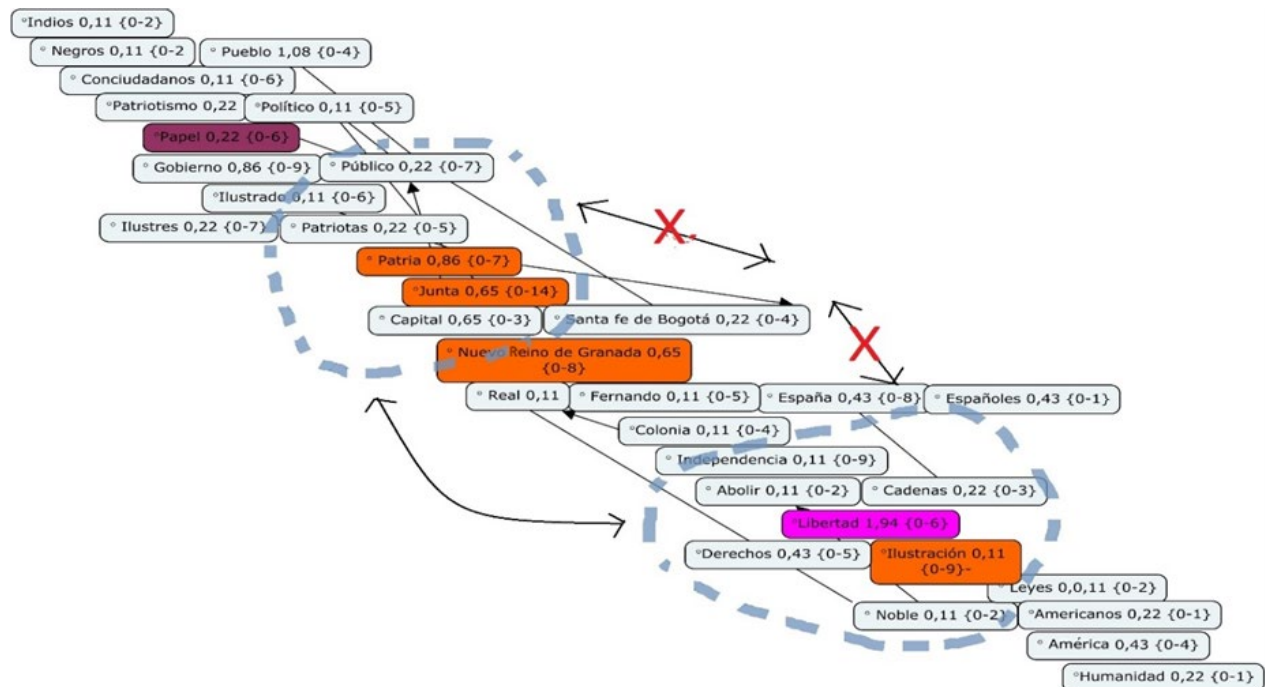 °Indios 0,11 {0-2}
° Negros 0,11 {0-2
° Pueblo 1,08 {0-4}
° Conciudadanos 0,11 {0-6}
°Patriotismo 0,22
°Político 0,11 {0-5}
°Papel 0,22 {0-6}
° Gobierno 0,86 {0-9}
° Público 0,22 {0-7}
°Ilustrado 0,11 {0-6}
° Ilustres 0,22 {0-7}
° Patriotas 0,22 {0-5}
X.
° Patria 0,86 {0-7}
°Junta 0,65 {0-14}
° Capital 0,65 {0-3}
° Santa fe de Bogotá 0,22 {0-4}
X
° Nuevo Reino de Granada 0,65
{0-8}
° Real 0,11
° Fernando 0,11 {0-5}
° España 0,43 {0-8}
° Españoles 0,43 {0-1}
°Colonia 0,11 {0-4}
° Independencia 0,11 {0-9}
° Abolir 0,11 {0-2}
° Cadenas 0,22 {0-3}
°Libertad 1,94 {0-6}
°Derechos 0,43 {0-5}
°Ilustración 0,11
{0-9}-
Leyes 0,0,11 {0-2}
° Noble 0,11 {0-2}
°Americanos 0,22 {0-1}
° América 0,43 {0-4}
°Humanidad 0,22 {0-1}